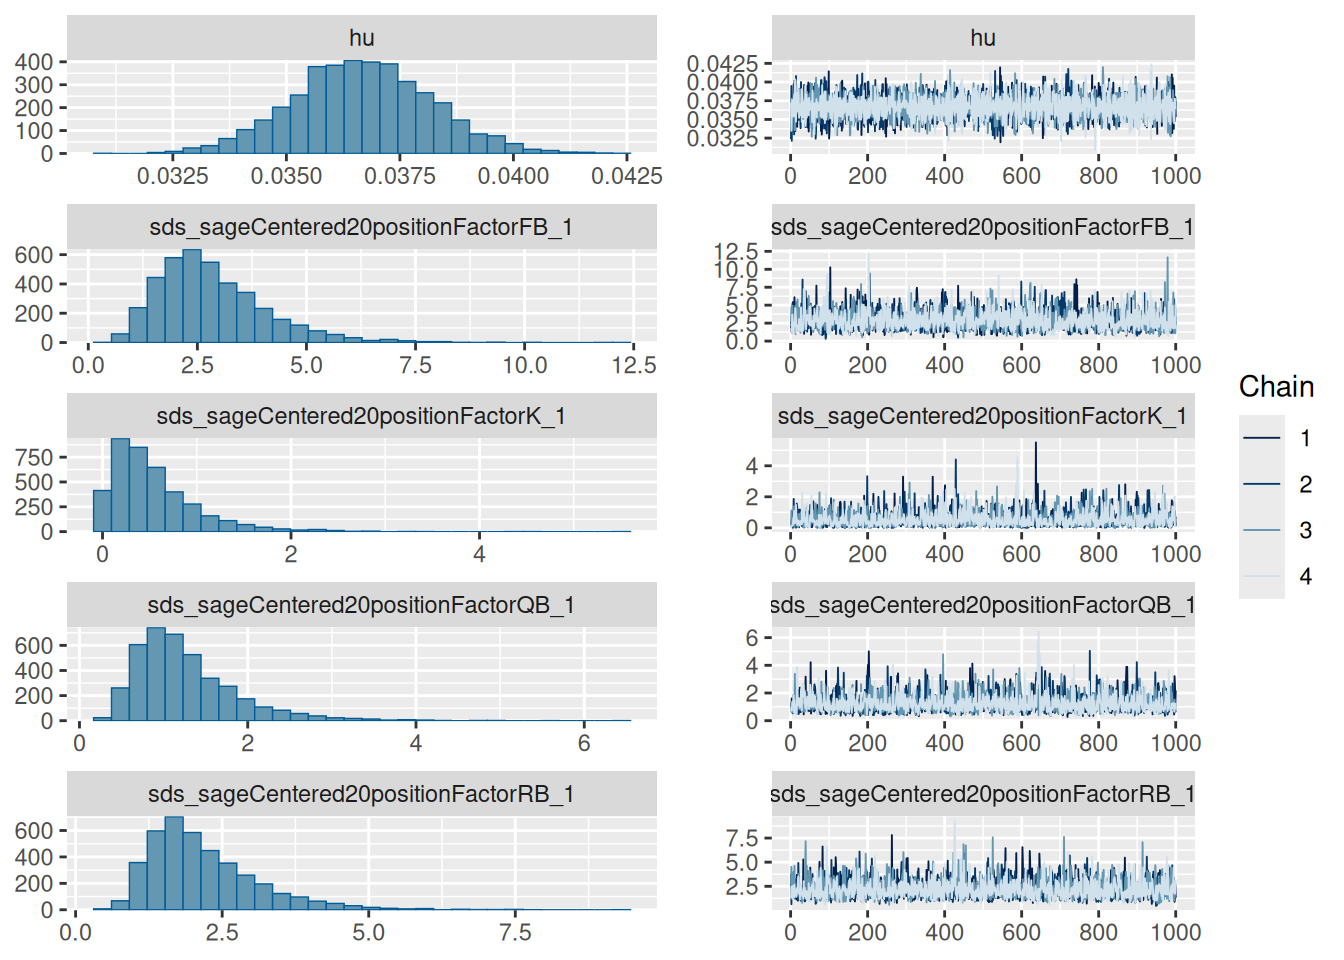 hu
400
300
200
100
0
0.0325 0.0350 0.0375 0.0400 0.0425
hu
0.0425
0.0400
0.0375
0.0350
0.0325
0 200 400 600 800 1000
sds_sageCentered20positionFactorFB_1
600
400
200
0
0.0 2.5 5.0 7.5 10.0 12.5
sds_sageCentered20positionFactorFB_1
12.5
10.0
7.5
5.0
2.5
0.0
0 200 400 600 800 1000
sds_sageCentered20positionFactorK_1
750
500
250
0
0 2 4
sds_sageCentered20positionFactorK_1
4
2
0
0 200 400 600 800 1000
sds_sageCentered20positionFactorQB_1
600
400
200
0
0 2 4 6
sds_sageCentered20positionFactorQB_1
6
4
2
0
0 200 400 600 800 1000
sds_sageCentered20positionFactorRB_1
600
400
200
0
0.0 2.5 5.0 7.5
sds_sageCentered20positionFactorRB_1
7.5
5.0
2.5
0 200 400 600 800 1000
Chain
1
2
3
4